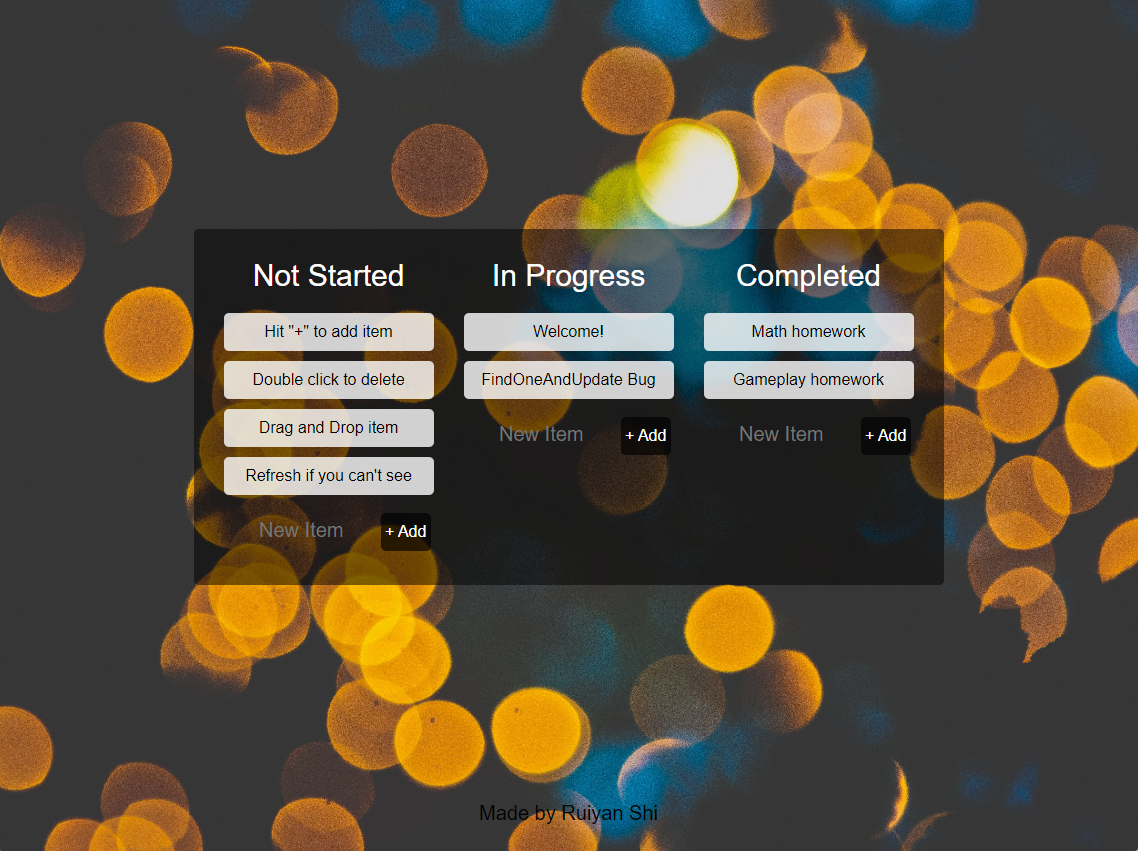 Not Started
Hit "+" to add item
Double click to delete
Drag and Drop item
Refresh if you can't see
New Item
+ Add
In Progress
Welcome!
FindOneAndUpdate Bug
New Item
+ Add
Completed
Math homework
Gameplay homework
New Item
+ Add
Made by Ruiyan Shi